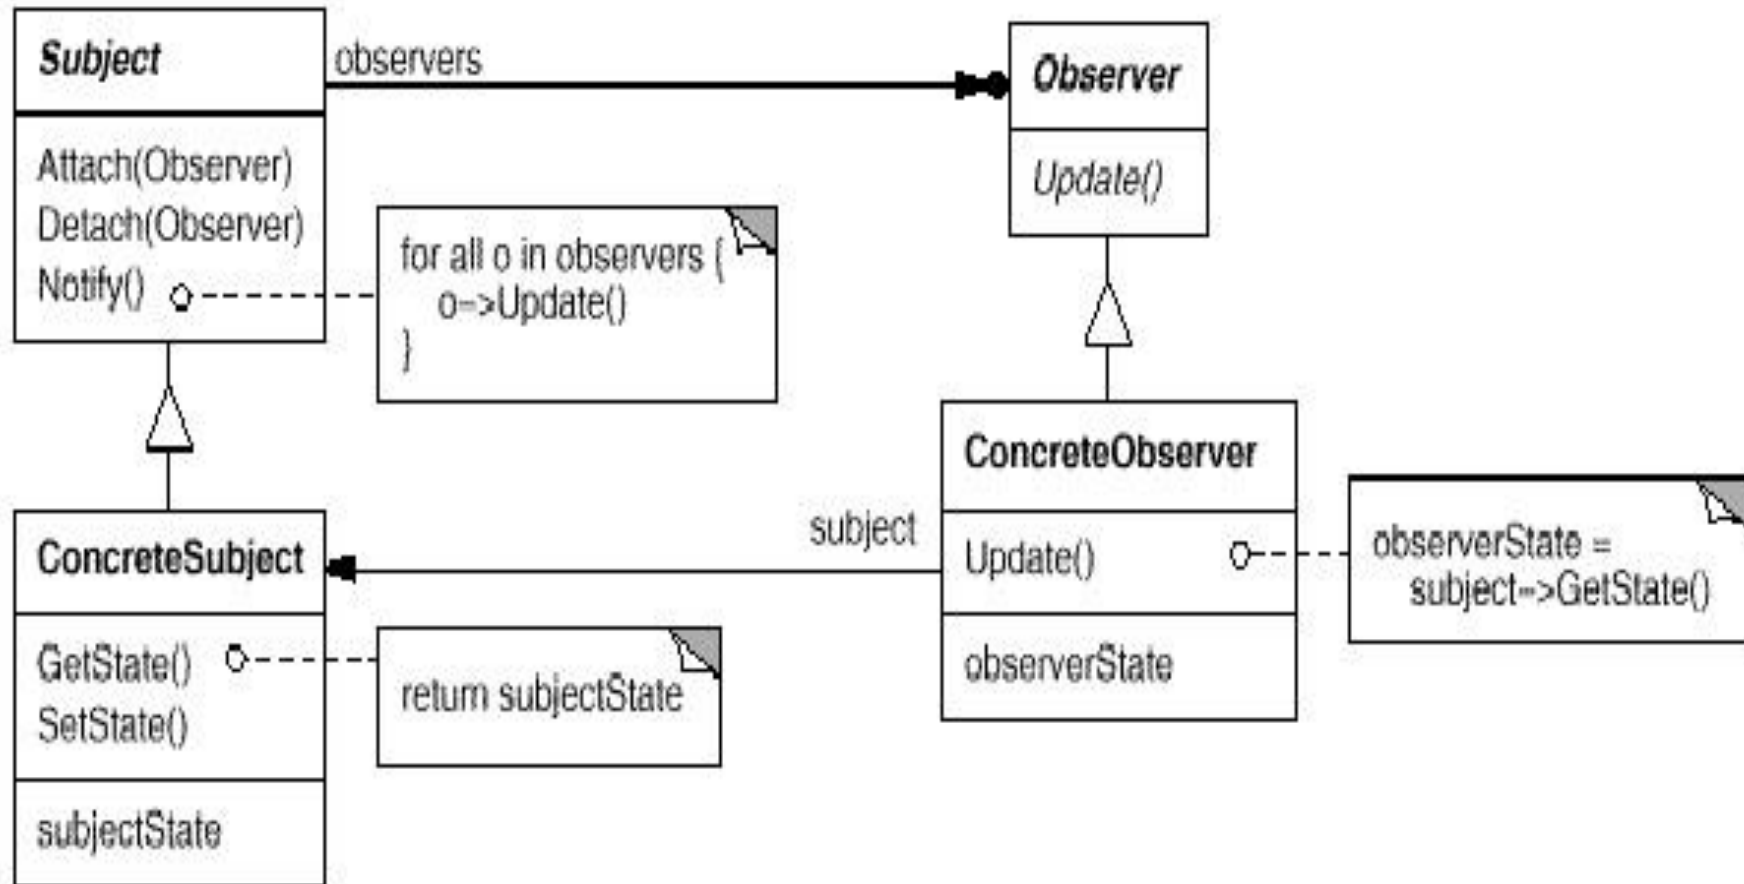 Subject
observers
Attach(Observer)
Detach(Observer)
Notify()
for all o in observers {
o->Update()
}
Observer
Update()
ConcreteSubject
GetState()
SetState()
subjectState
return subjectState
subject
ConcreteObserver
Update()
observerState
observerState =
subject->GetState()